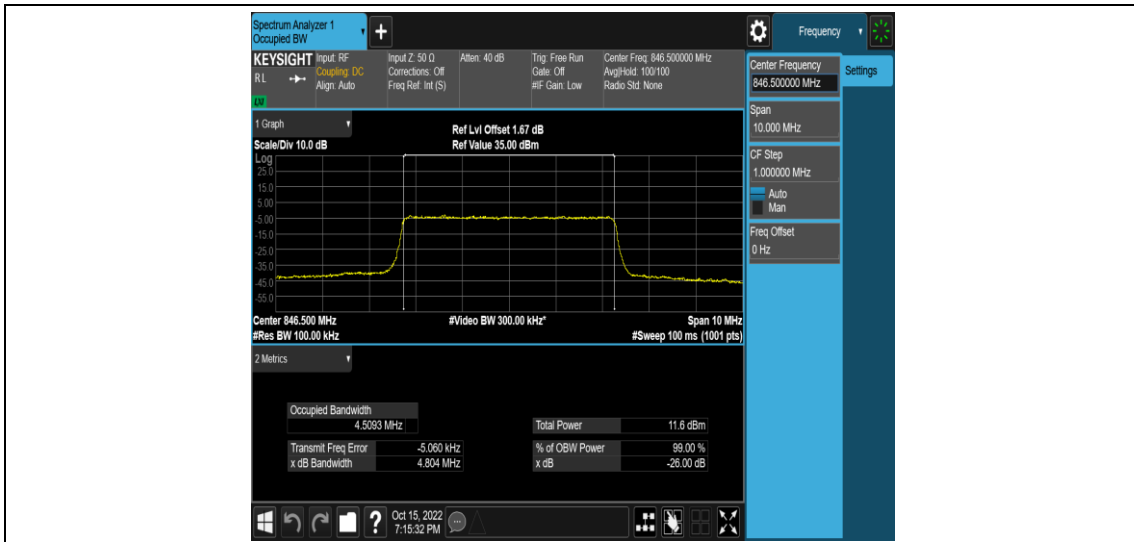 Spectrum Analyzer 1
Occupied BW
+
Frequency
KEYSIGHT
RL
LXI
Input: RF
Coupling: DC
Align: Auto
Input Z: 50 Ω
Corrections: Off
Freq Ref: Int (S)
Atten: 40 dB
Trig: Free Run
Gate: Off
#IF Gain: Low
Center Freq: 846.500000 MHz
Avg|Hold: 100/100
Radio Std: None
Center Frequency
846.500000 MHz
Settings
Span
10.000 MHz
CF Step
1.000000 MHz
Auto
Man
Freq Offset
0 Hz
1 Graph
Scale/Div 10.0 dB
Ref Lvl Offset 1.67 dB
Ref Value 35.00 dBm
Log
25.0
15.0
5.00
-5.00
-15.0
-25.0
-35.0
-45.0
-55.0
Center 846.500 MHz
#Res BW 100.00 kHz
#Video BW 300.00 kHz*
Span 10 MHz
#Sweep 100 ms (1001 pts)
2 Metrics
Occupied Bandwidth
4.5093 MHz
Total Power 11.6 dBm
Transmit Freq Error -5.060 kHz
% of OBW Power 99.00 %
x dB Bandwidth 4.804 MHz
x dB -26.00 dB
?
Oct 15, 2022
7:15:32 PM